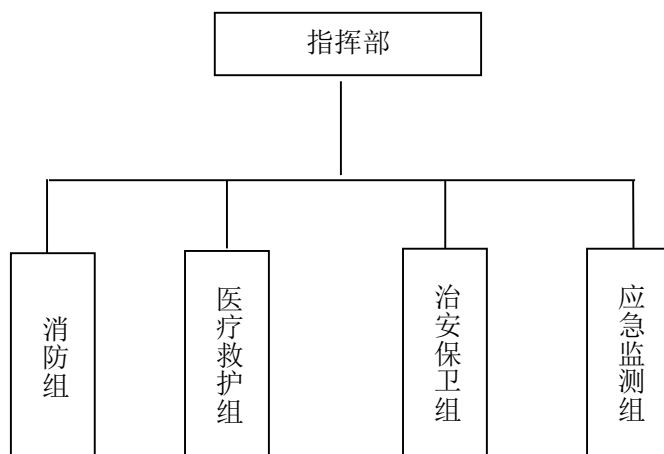 指挥部
消防组
医疗救护组
治安保卫组
应急监测组